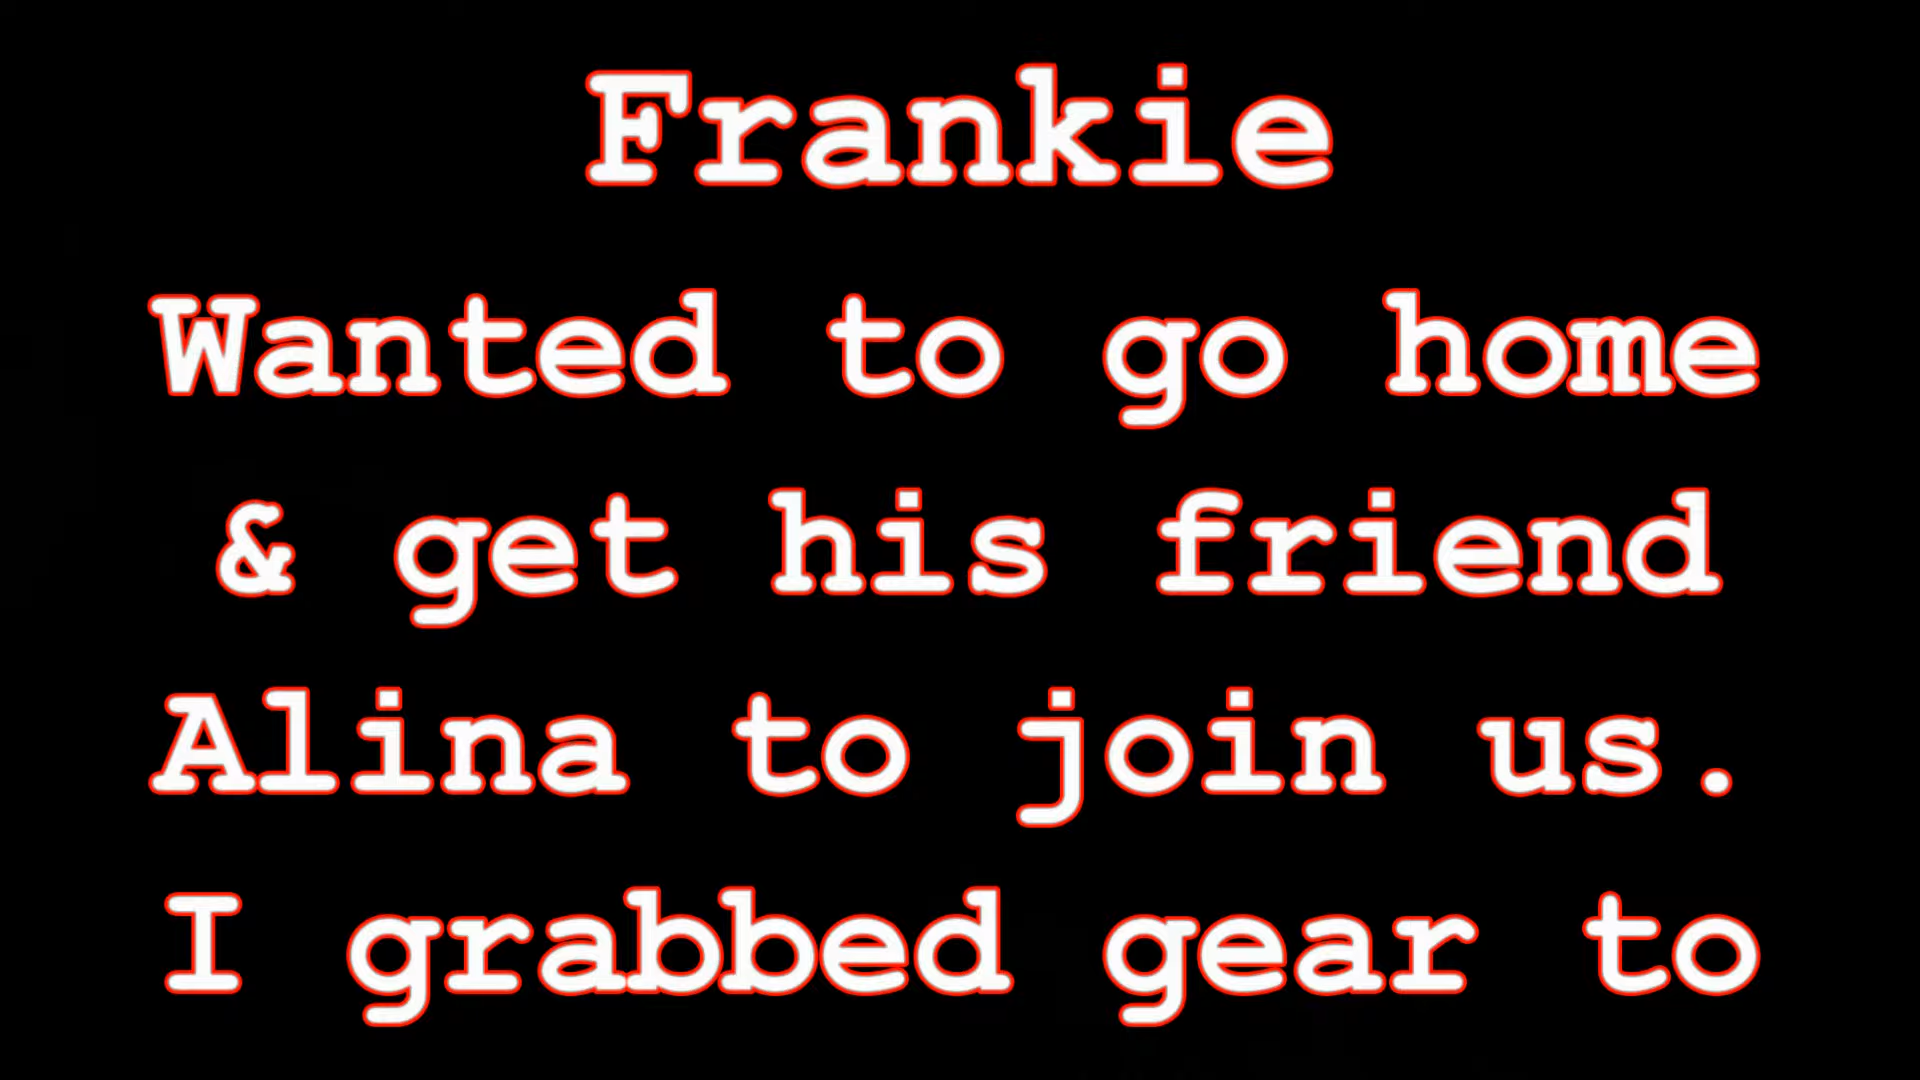 Frankie
Wanted to go home
& get his friend
Alina to join us.
I grabbed gear to